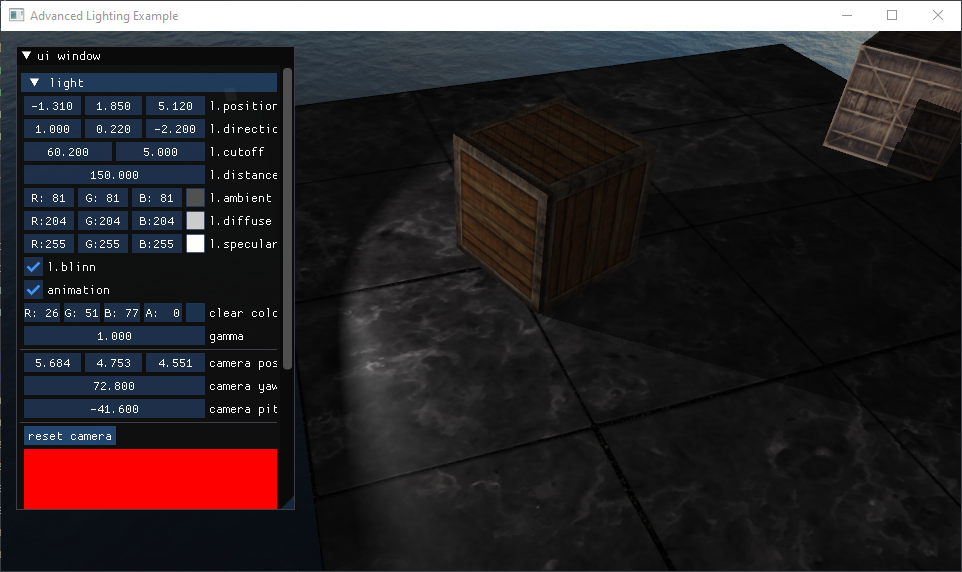 Advanced Lighting Example
ui window
light
-1.310 1.850 5.120 l.position
1.000 0.220 -2.200 l.directic
60.200 5.000 l.cutoff
150.000 l.distance
R: 81 G: 81 B: 81 l.ambient
R:204 G:204 B:204 l.diffuse
R:255 G:255 B:255 l.specular
l.blinn
animation
R: 26 G: 51 B: 77 A: 0 clear colo
1.000 gamma
5.684 4.753 4.551 camera pos
72.800 camera yaw
-41.600 camera pit
reset camera